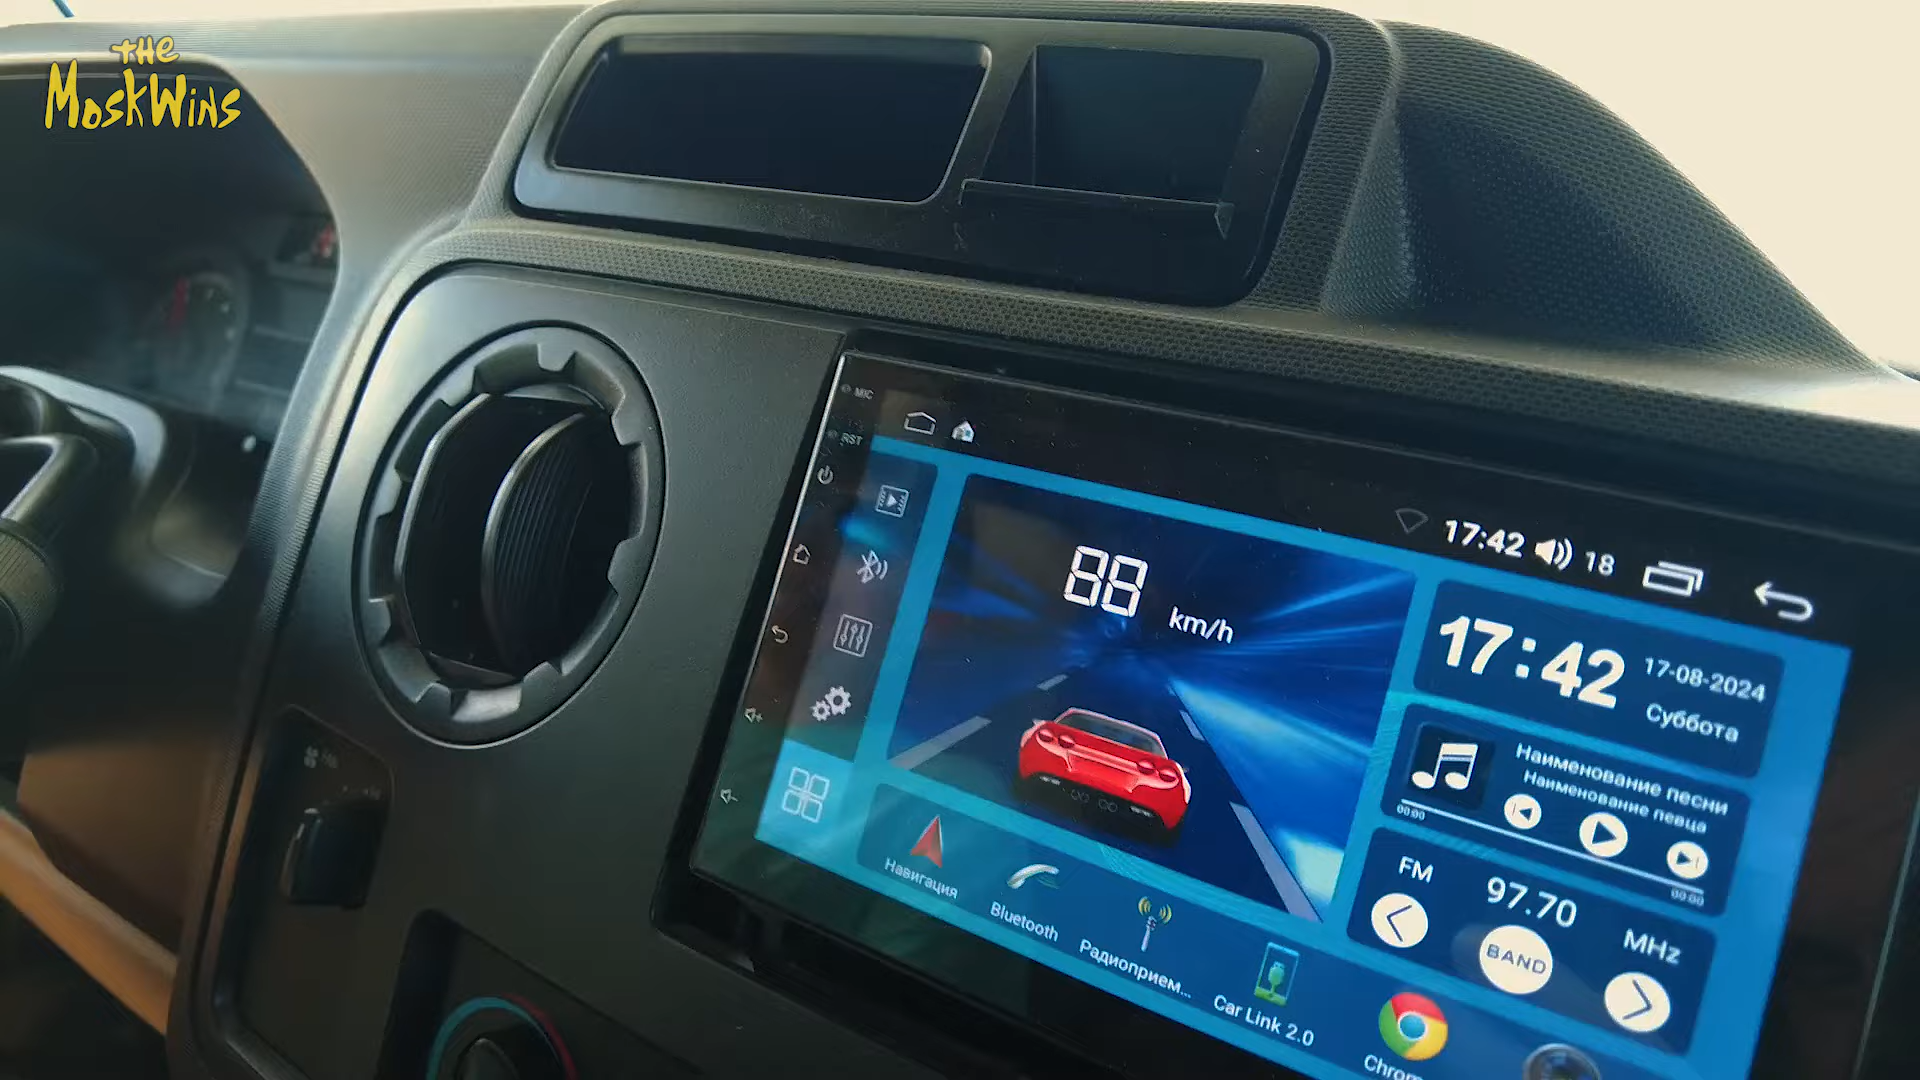 THE
MOSKWINS
MIC
RST
17:42 18
88 km/h
17:42 17-08-2024
Суббота
Наименование песни
Наименование певца
00:00
00:00
FM 97.70 MHz
BAND
Навигация
Bluetooth
Радиоприем...
Car Link 2.0
Chrom